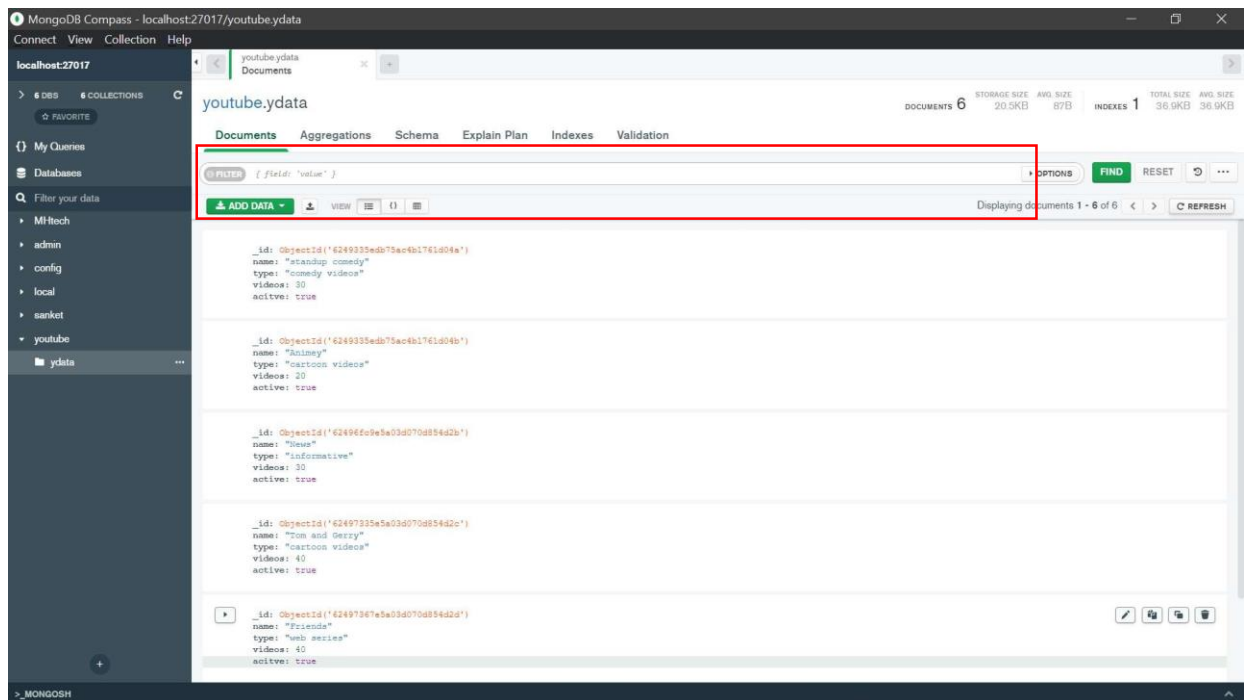 MongoDB Compass - localhost:27017/youtube.ydata
Connect View Collection Help
localhost:27017
6 DBS 6 COLLECTIONS
FAVORITE
{} My Queries
Databases
Filter your data
MHtech
admin
config
local
sanket
youtube
ydata
>_MONGOSH
youtube.ydata
Documents
youtube.ydata
DOCUMENTS 6 STORAGE SIZE 20.5KB AVG. SIZE 87B INDEXES 1 TOTAL SIZE 36.9KB AVG. SIZE 36.9KB
Documents Aggregations Schema Explain Plan Indexes Validation
FILTER { field: 'value' } OPTIONS FIND RESET
ADD DATA VIEW {} Displaying documents 1 - 6 of 6 REFRESH
_id: ObjectId('6249335edb75ac4b1761d04a')
name: "standup comedy"
type: "comedy videos"
videos: 30
acitve: true
_id: ObjectId('6249335edb75ac4b1761d04b')
name: "Animey"
type: "cartoon videos"
videos: 20
active: true
_id: ObjectId('62496fc9e5a03d070d854d2b')
name: "News"
type: "informative"
videos: 30
active: true
_id: ObjectId('62497335e5a03d070d854d2c')
name: "Tom and Gerry"
type: "cartoon videos"
videos: 40
active: true
_id: ObjectId('62497367e5a03d070d854d2d')
name: "friends"
type: "web series"
videos: 40
acitve: true